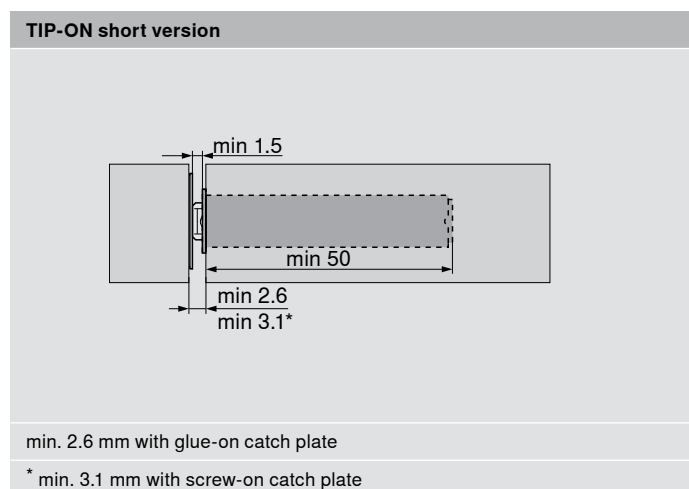 TIP-ON short version
min 1.5
min 50
min 2.6
min 3.1*
min. 2.6 mm with glue-on catch plate
* min. 3.1 mm with screw-on catch plate